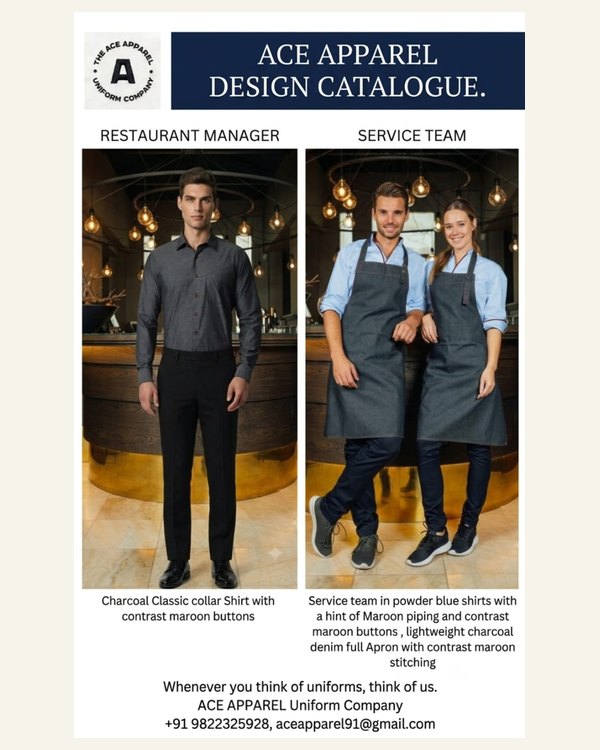 THE ACE APPAREL
A
UNIFORM COMPANY
ACE APPAREL
DESIGN CATALOGUE.
RESTAURANT MANAGER
SERVICE TEAM
Charcoal Classic collar Shirt with
contrast maroon buttons
Service team in powder blue shirts with
a hint of Maroon piping and contrast
maroon buttons , lightweight charcoal
denim full Apron with contrast maroon
stitching
Whenever you think of uniforms, think of us.
ACE APPAREL Uniform Company
+91 9822325928, aceapparel91@gmail.com